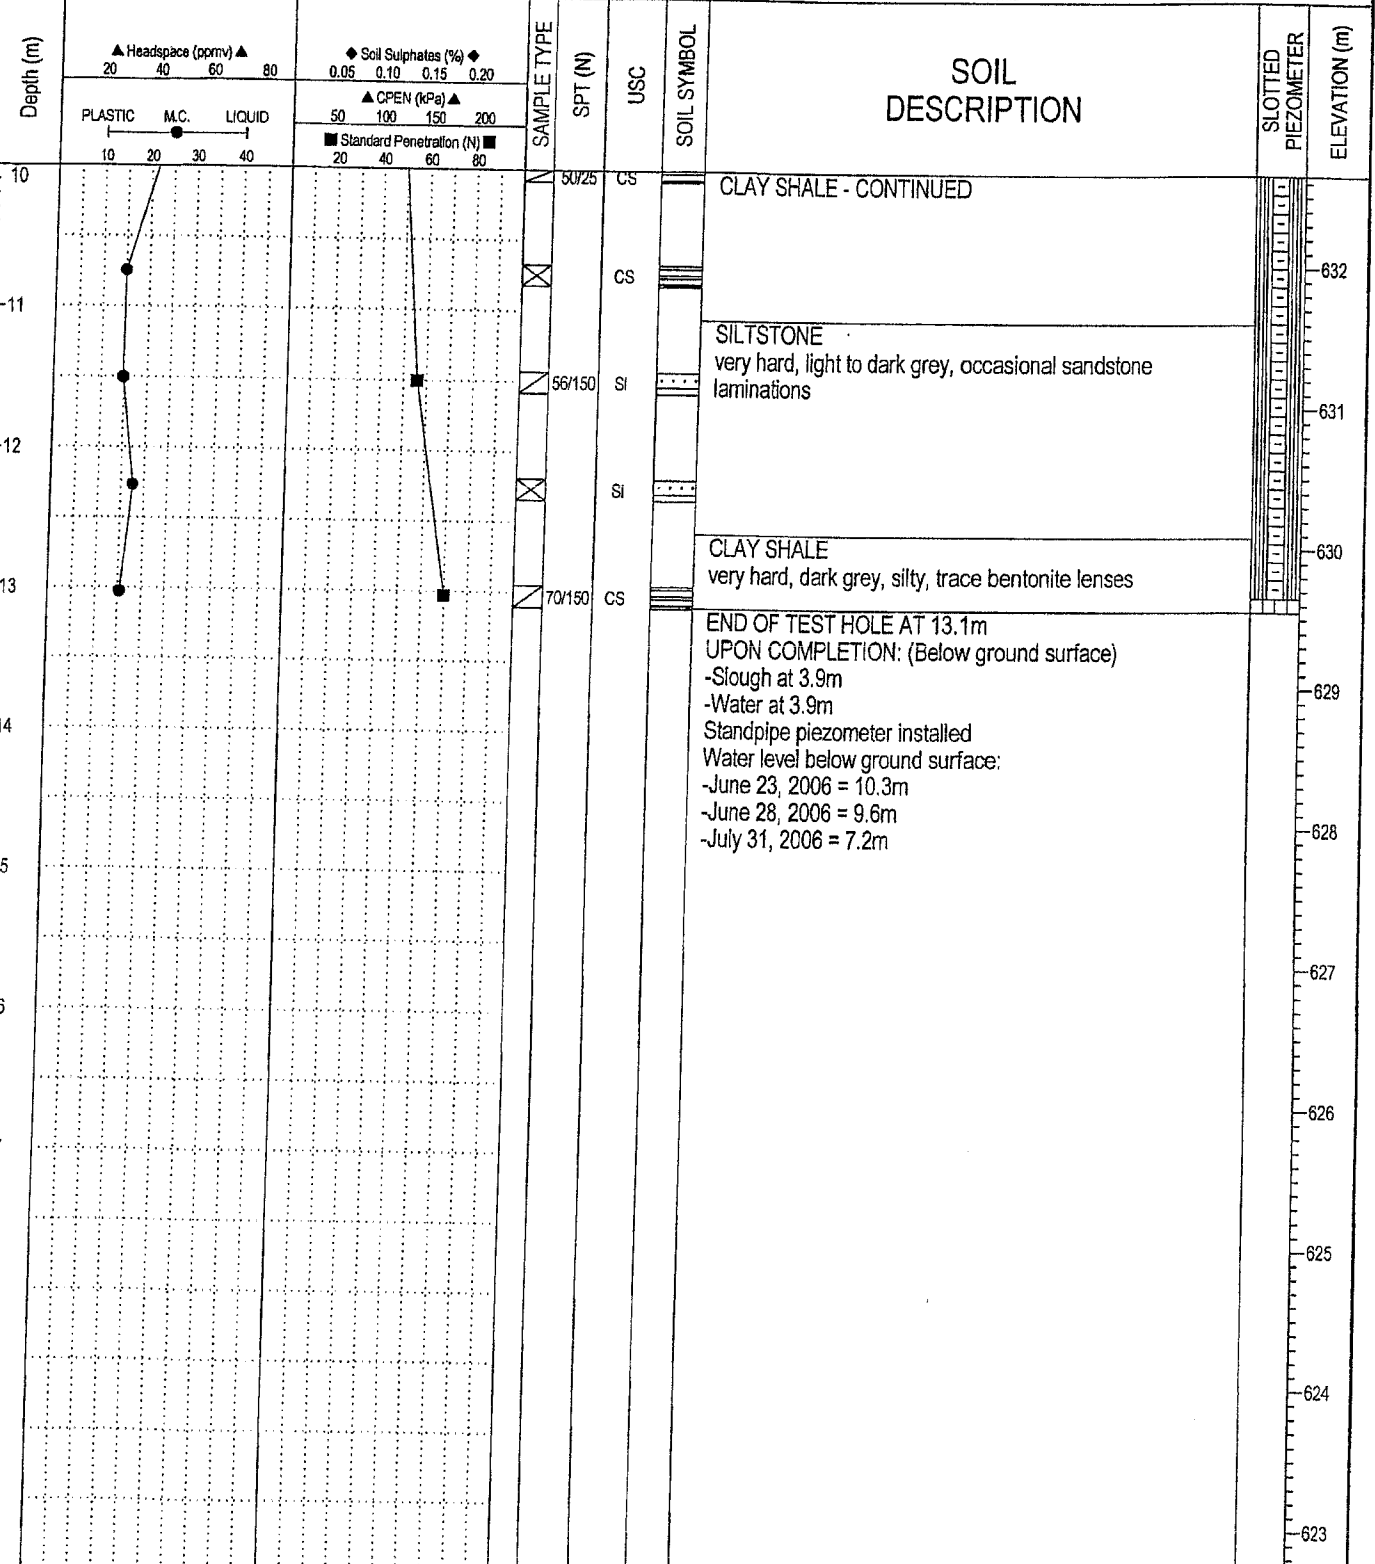 Depth (m)
▲ Headspace (ppmv) ▲
20 40 60 80
PLASTIC M.C. LIQUID
10 20 30 40
◆ Soil Sulphates (%) ◆
0.05 0.10 0.15 0.20
▲ CPEN (kPa) ▲
50 100 150 200
■ Standard Penetration (N) ■
20 40 60 80
SAMPLE TYPE
SPT (N)
USC
SOIL SYMBOL
SOIL
DESCRIPTION
SLOTTED
PIEZOMETER
ELEVATION (m)
10
50/25 CS
CLAY SHALE - CONTINUED
CS
632
11
SILTSTONE
very hard, light to dark grey, occasional sandstone
56/150 SI
laminations
631
12
SI
CLAY SHALE
630
very hard, dark grey, silty, trace bentonite lenses
13
70/150 CS
END OF TEST HOLE AT 13.1m
UPON COMPLETION: (Below ground surface)
-Slough at 3.9m
629
-Water at 3.9m
4
Standpipe piezometer installed
Water level below ground surface:
-June 23, 2006 = 10.3m
-June 28, 2006 = 9.6m
628
-July 31, 2006 = 7.2m
5
627
6
626
625
624
623